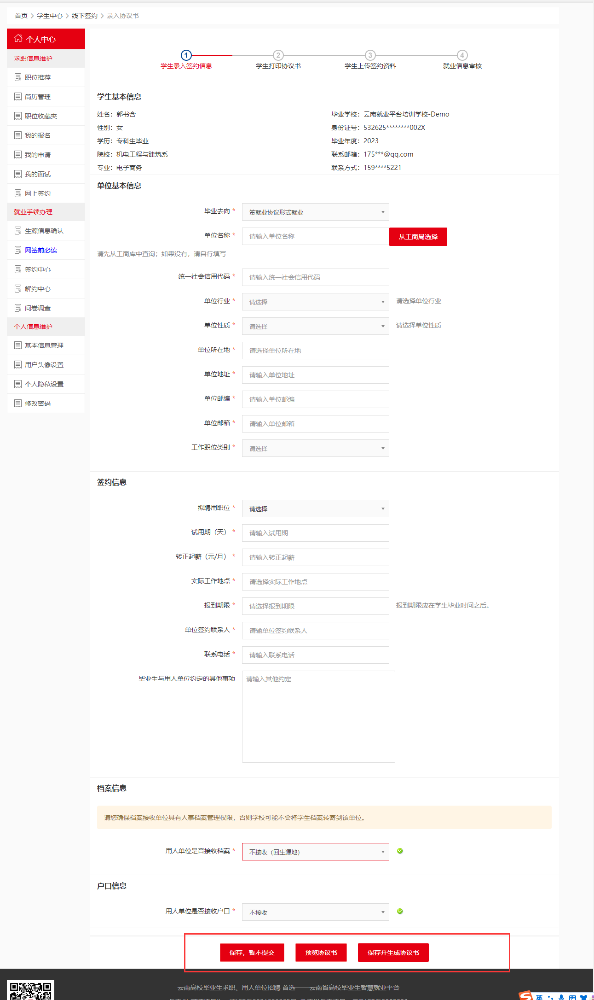 首页 > 学生中心 > 线下签约 > 录入协议书
个人中心
求职信息维护
职位推荐
简历管理
职位收藏夹
我的报名
我的申请
我的面试
网上签约
就业手续办理
生源信息确认
网签前必读
签约中心
解约中心
问卷调查
个人信息维护
基本信息管理
用户头像设置
个人隐私设置
修改密码
1 2 3 4
学生录入签约信息 学生打印协议书 学生上传签约资料 就业信息审核
学生基本信息
姓名：郭书含 毕业学校：云南就业平台培训学校-Demo
性别：女 身份证号：532625********002X
学历：专科生毕业 毕业年度：2023
院校：机电工程与建筑系 联系邮箱：175***@qq.com
专业：电子商务 联系方式：159****5221
单位基本信息
毕业去向 * 签就业协议形式就业
单位名称 * 请输入单位名称 从工商局选择
请先从工商库中查询；如果没有，请自行填写
统一社会信用代码 * 请输入统一社会信用代码
单位行业 * 请选择 请选择单位行业
单位性质 * 请选择 请选择单位性质
单位所在地 * 请选择单位所在地
单位地址 * 请输入单位地址
单位邮编 * 请输入单位邮编
单位邮箱 * 请输入单位邮箱
工作职位类别 * 请选择
签约信息
拟聘用职位 * 请选择
试用期（天） * 请输入试用期
转正起薪（元/月） * 请输入转正起薪
实际工作地点 * 请选择实际工作地点
报到期限 * 请选择报到期限 报到期限应在学生毕业时间之后。
单位签约联系人 * 请输单位签约联系人
联系电话 * 请输入联系电话
毕业生与用人单位约定的其他事项 请输入其他约定
档案信息
请您确保档案接收单位具有人事档案管理权限，否则学校可能不会将学生档案转寄到该单位。
用人单位是否接收档案 * 不接收（回生源地）
户口信息
用人单位是否接收户口 * 不接收
保存，暂不提交 预览协议书 保存并生成协议书
云南高校毕业生求职、用人单位招聘 首选——云南省高校毕业生智慧就业平台
英